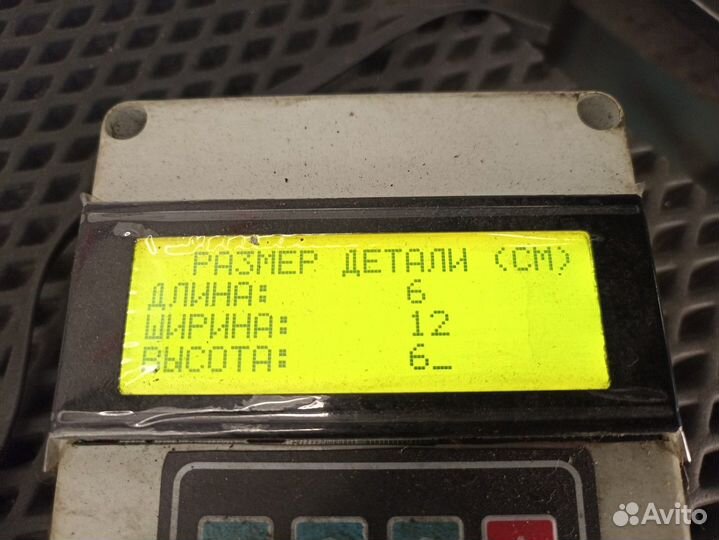 РАЗМЕР ДЕТАЛИ (СМ)
ДЛИНА: 6
ШИРИНА: 12
ВЫСОТА: 6_
Avito